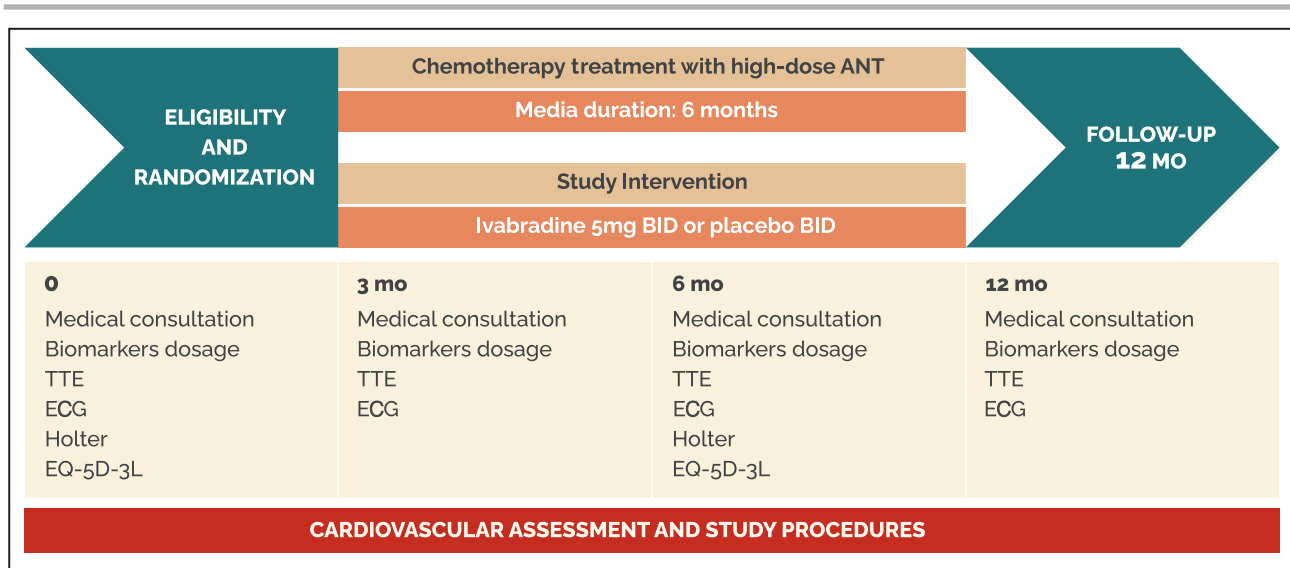 ELIGIBILITY
AND
RANDOMIZATION
Chemotherapy treatment with high-dose ANT
Media duration: 6 months
Study Intervention
Ivabradine 5mg BID or placebo BID
FOLLOW-UP
12 MO
0
Medical consultation
Biomarkers dosage
TTE
ECG
Holter
EQ-5D-3L
3 mo
Medical consultation
Biomarkers dosage
TTE
ECG
6 mo
Medical consultation
Biomarkers dosage
TTE
ECG
Holter
EQ-5D-3L
12 mo
Medical consultation
Biomarkers dosage
TTE
ECG
CARDIOVASCULAR ASSESSMENT AND STUDY PROCEDURES